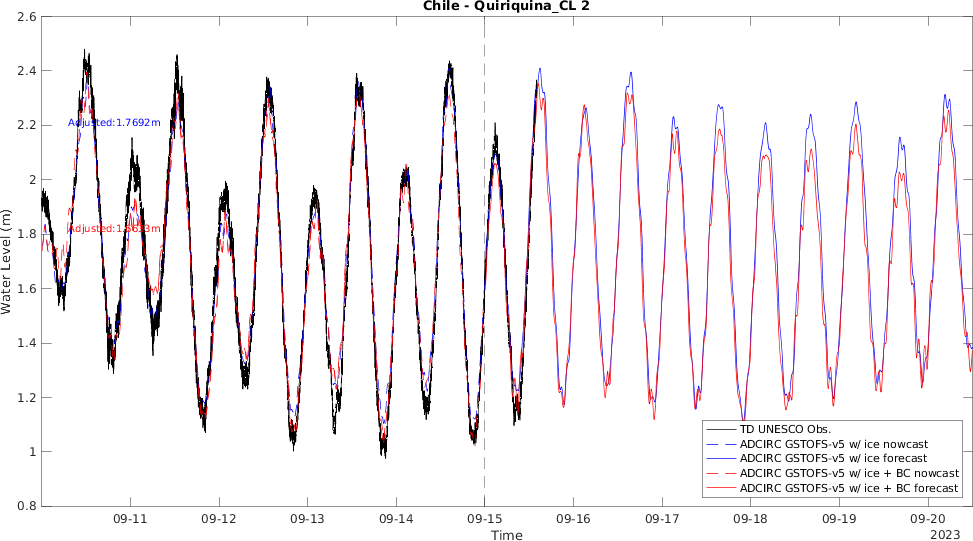 Chile - Quiriquina_CL 2
2.6
2.4
2.2
2
1.8
1.6
1.4
1.2
1
0.8
Water Level (m)
Adjusted:1.7692m
TD UNESCO Obs.
ADCIRC GSTOFS-v5 w/ ice nowcast
ADCIRC GSTOFS-v5 w/ ice forecast
ADCIRC GSTOFS-v5 w/ ice + BC nowcast
ADCIRC GSTOFS-v5 w/ ice + BC forecast
09-11
09-12
09-13
09-14
09-15
09-16
09-17
09-18
09-19
09-20
Time
2023